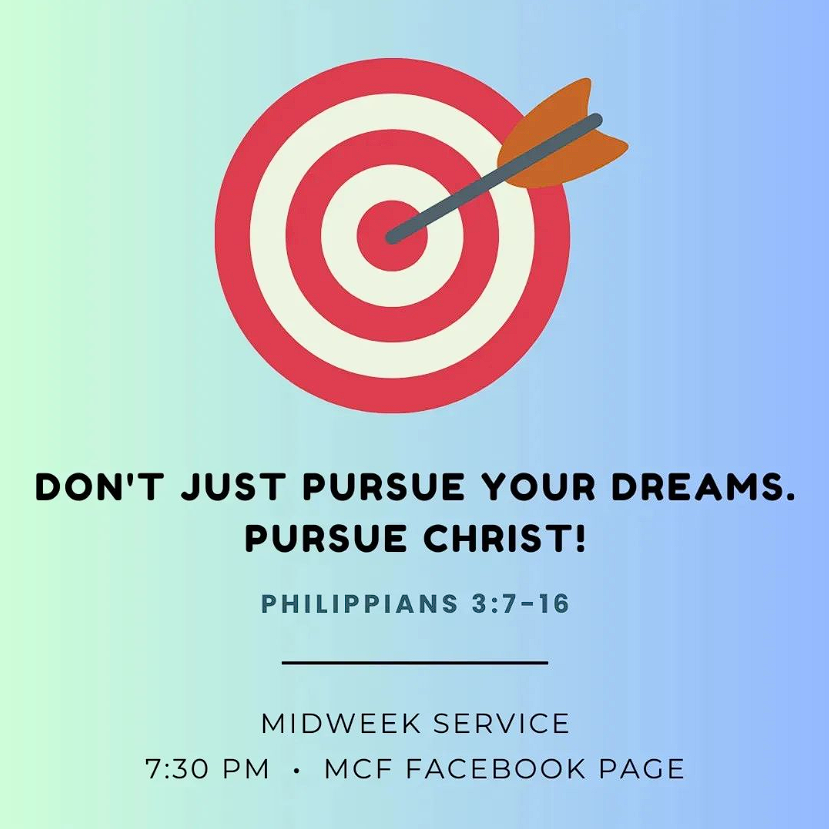 DON'T JUST PURSUE YOUR DREAMS.
PURSUE CHRIST!
PHILIPPIANS 3:7-16
MIDWEEK SERVICE
7:30 PM • MCF FACEBOOK PAGE